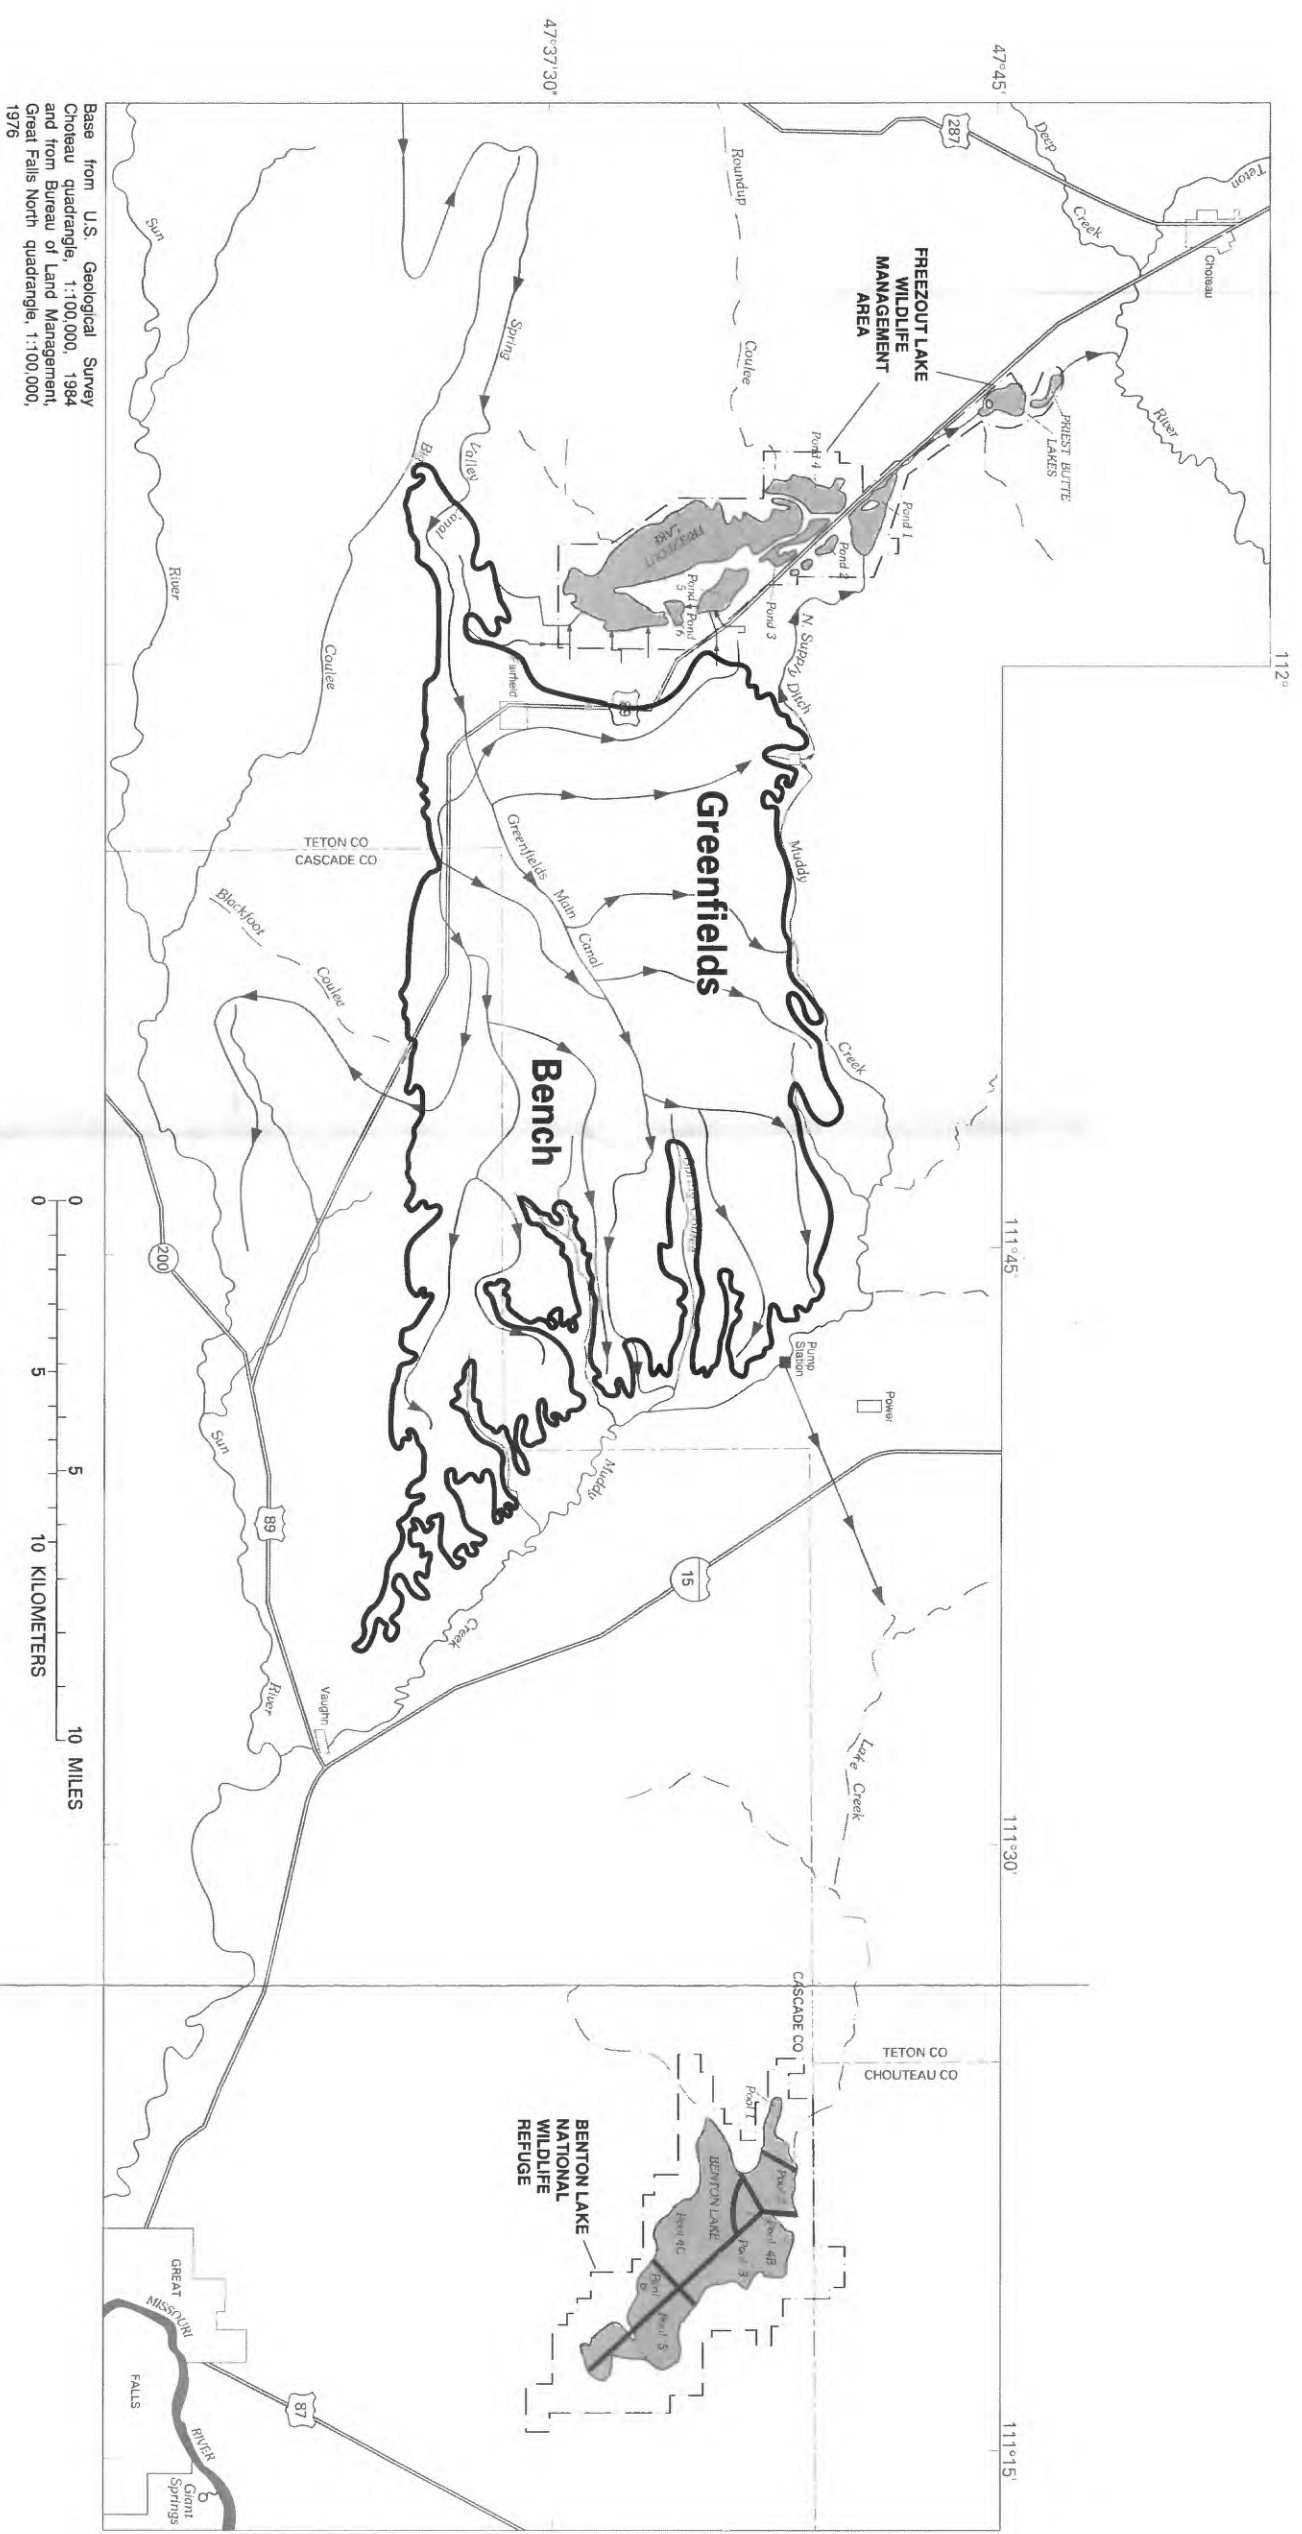 112°
111°45'
111°30'
111°15'
47°45'
47°37'30"
Teton
River
Choteau
Deep
Creek
287
PRIEST BUTTE
LAKES
FREEZOUT LAKE
WILDLIFE
MANAGEMENT
AREA
Roundup
Coulee
Pond 1
Pond 2
Pond 3
Pond 4
Pond
5
Pond
6
FREEZOUT
LAKE
N. Supply Ditch
Muddy
Creek
Greenfields
Bench
Greenfields
Main
Canal
Spring
Valley
Canal
Big
Coulee
Fairfield
89
TETON CO
CASCADE CO
Blackfoot
Coulee
Spring Coulee
Sun
River
200
Sun
River
89
Muddy
Creek
Vaughn
15
Pump
Station
Power
Lake Creek
CASCADE CO
TETON CO
CHOUTEAU CO
BENTON LAKE
NATIONAL
WILDLIFE
REFUGE
BENTON LAKE
Pool 1
Pool 2
Pool 3
Pool 4B
Pool 4C
Pool 5
Pool
6
GREAT
FALLS
MISSOURI
RIVER
Giant
Springs
87
0 5 10 MILES
0 5 10 KILOMETERS
Base from U.S. Geological Survey
Choteau quadrangle, 1:100,000, 1984
and from Bureau of Land Management,
Great Falls North quadrangle, 1:100,000,
1976